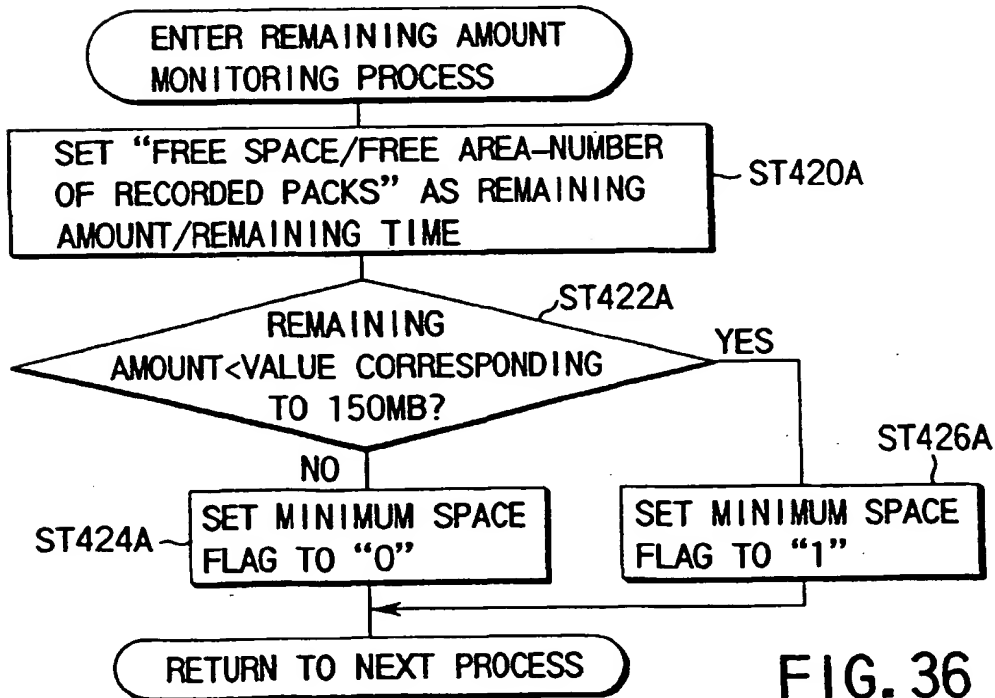 ENTER REMAINING AMOUNT
MONITORING PROCESS
SET “FREE SPACE/FREE AREA–NUMBER
OF RECORDED PACKS” AS REMAINING
AMOUNT/REMAINING TIME
ST420A
ST422A
REMAINING
AMOUNT<VALUE CORRESPONDING
TO 150MB?
YES
NO
ST426A
ST424A
SET MINIMUM SPACE
FLAG TO “0”
SET MINIMUM SPACE
FLAG TO “1”
RETURN TO NEXT PROCESS
FIG. 36